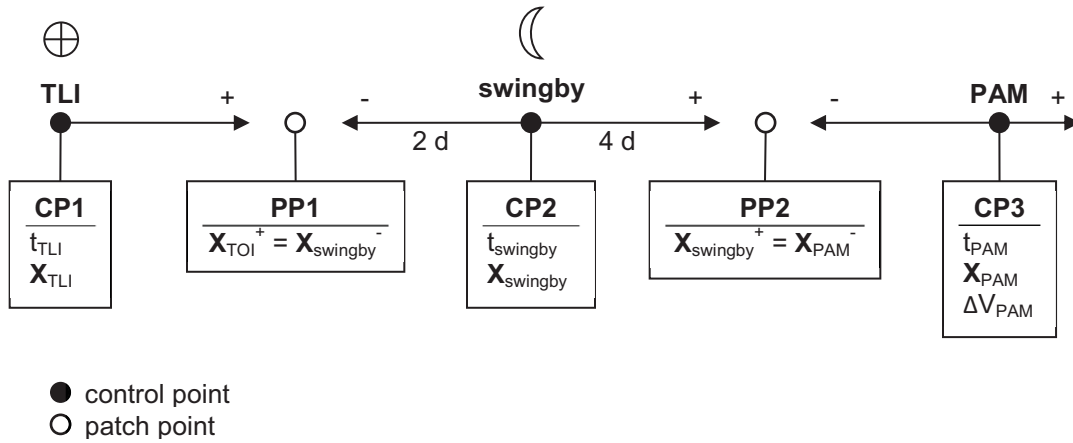 TLI
swingby
PAM
+
-
+
-
+
2 d
4 d
CP1
t_TLI
X_TLI
PP1
X_TOI^+ = X_swingby^-
CP2
t_swingby
X_swingby
PP2
X_swingby^+ = X_PAM^-
CP3
t_PAM
X_PAM
ΔV_PAM
control point
patch point